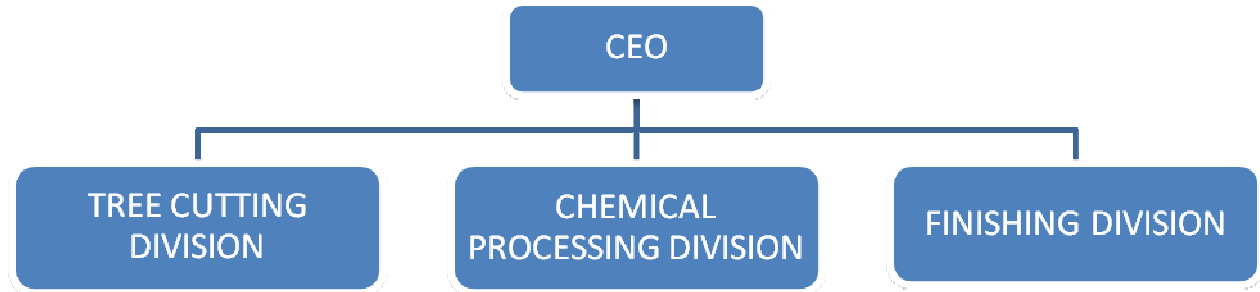 CEO
TREE CUTTING
DIVISION
CHEMICAL
PROCESSING DIVISION
FINISHING DIVISION